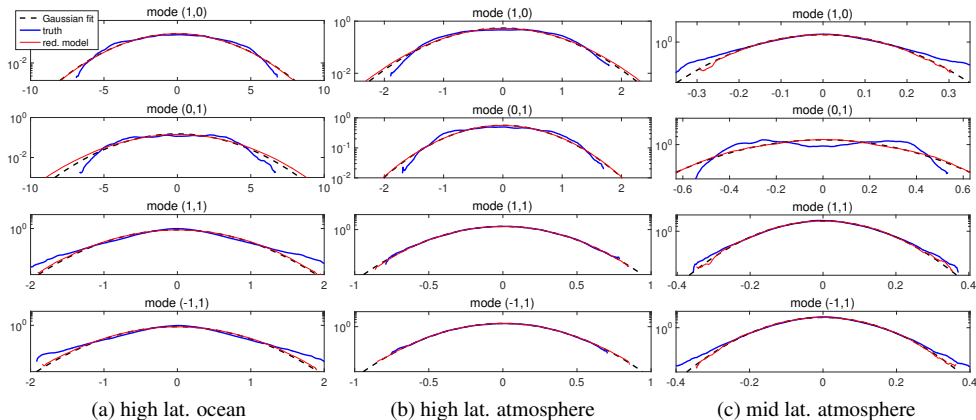 mode (1,0)
Gaussian fit
truth
red. model
10^0
10^-2
-10 -5 0 5 10
mode (0,1)
10^0
10^-2
-10 -5 0 5 10
mode (1,1)
10^0
-2 -1 0 1 2
mode (-1,1)
10^0
-2 -1 0 1 2
(a) high lat. ocean
mode (1,0)
10^0
10^-2
-2 -1 0 1 2
mode (0,1)
10^0
10^-1
10^-2
-2 -1 0 1 2
mode (1,1)
10^0
-1 -0.5 0 0.5 1
mode (-1,1)
10^0
-1 -0.5 0 0.5 1
(b) high lat. atmosphere
mode (1,0)
10^0
-0.3 -0.2 -0.1 0 0.1 0.2 0.3
mode (0,1)
10^0
-0.6 -0.4 -0.2 0 0.2 0.4 0.6
mode (1,1)
10^0
-0.4 -0.2 0 0.2 0.4
mode (-1,1)
10^0
-0.4 -0.2 0 0.2 0.4
(c) mid lat. atmosphere